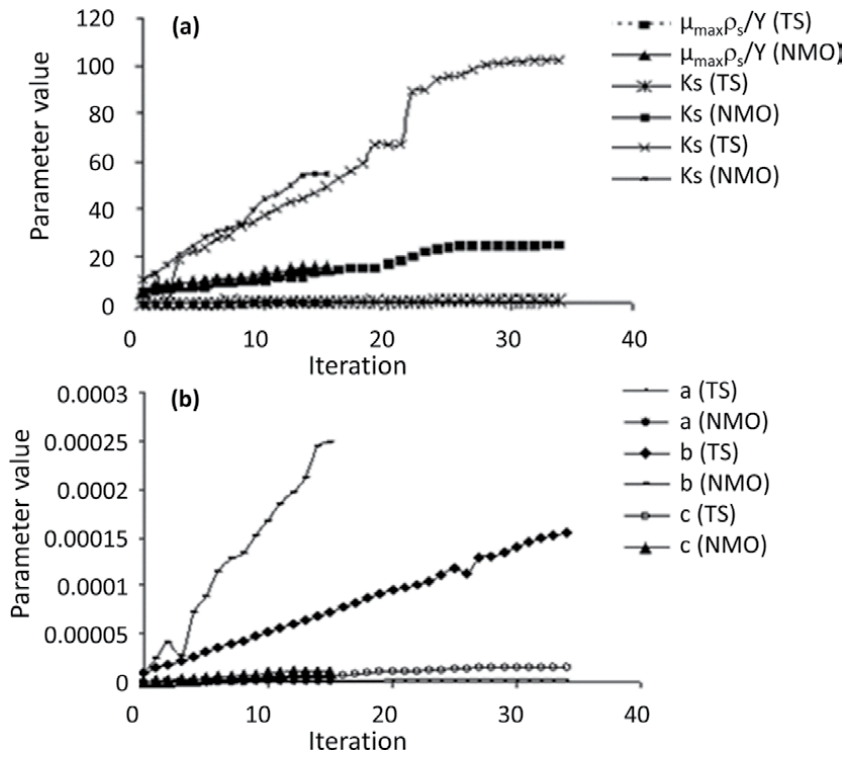 (a)
120
100
80
60
40
20
0
Parameter value
0
10
20
30
40
Iteration
μmaxρs/Y (TS)
μmaxρs/Y (NMO)
Ks (TS)
Ks (NMO)
Ks (TS)
Ks (NMO)
(b)
0.0003
0.00025
0.0002
0.00015
0.0001
0.00005
0
Parameter value
0
10
20
30
40
Iteration
a (TS)
a (NMO)
b (TS)
b (NMO)
c (TS)
c (NMO)